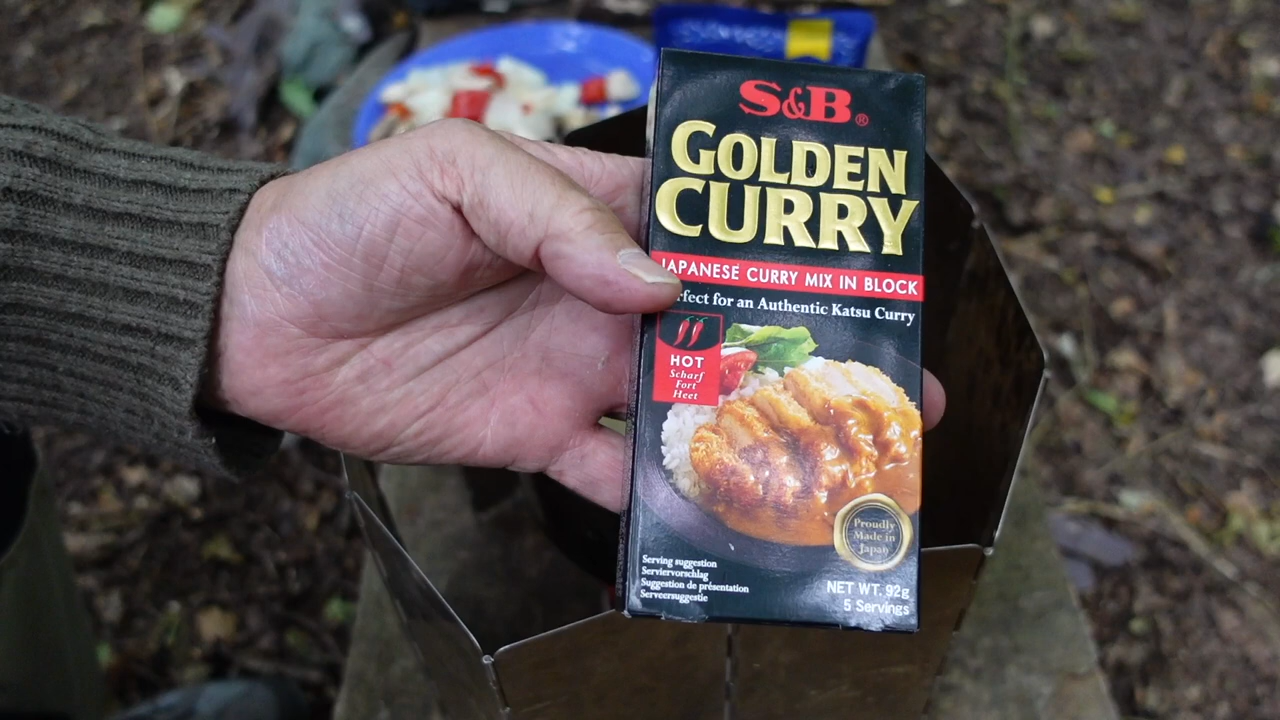 S&B®
GOLDEN
CURRY
JAPANESE CURRY MIX IN BLOCK
rfect for an Authentic Katsu Curry
HOT
Scharf
Fort
Heet
Proudly
Made in
Japan
Serving suggestion
Serviervorschlag
Suggestion de présentation
Serveersuggestie
NET WT. 92g
5 Servings